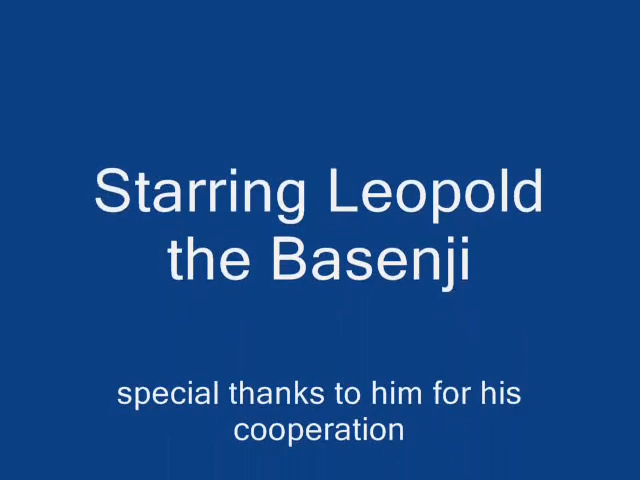 Starring Leopold
the Basenji
special thanks to him for his
cooperation